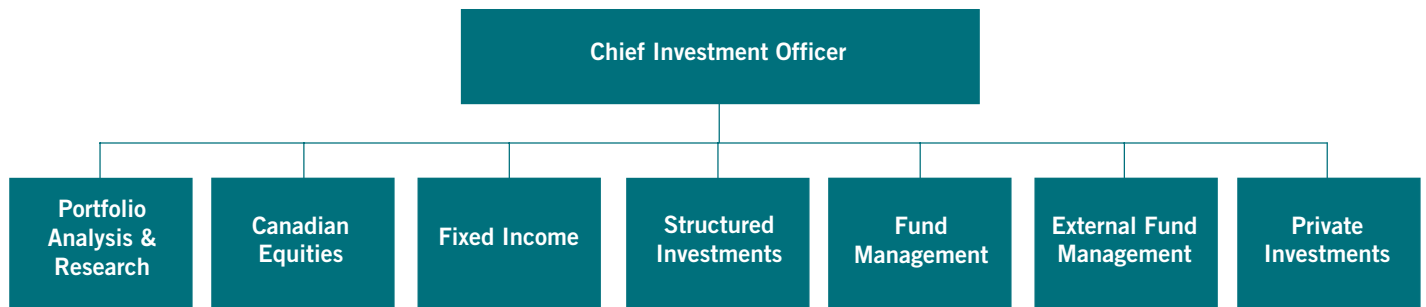 Chief Investment Officer
Portfolio
Analysis &
Research
Canadian
Equities
Fixed Income
Structured
Investments
Fund
Management
External Fund
Management
Private
Investments